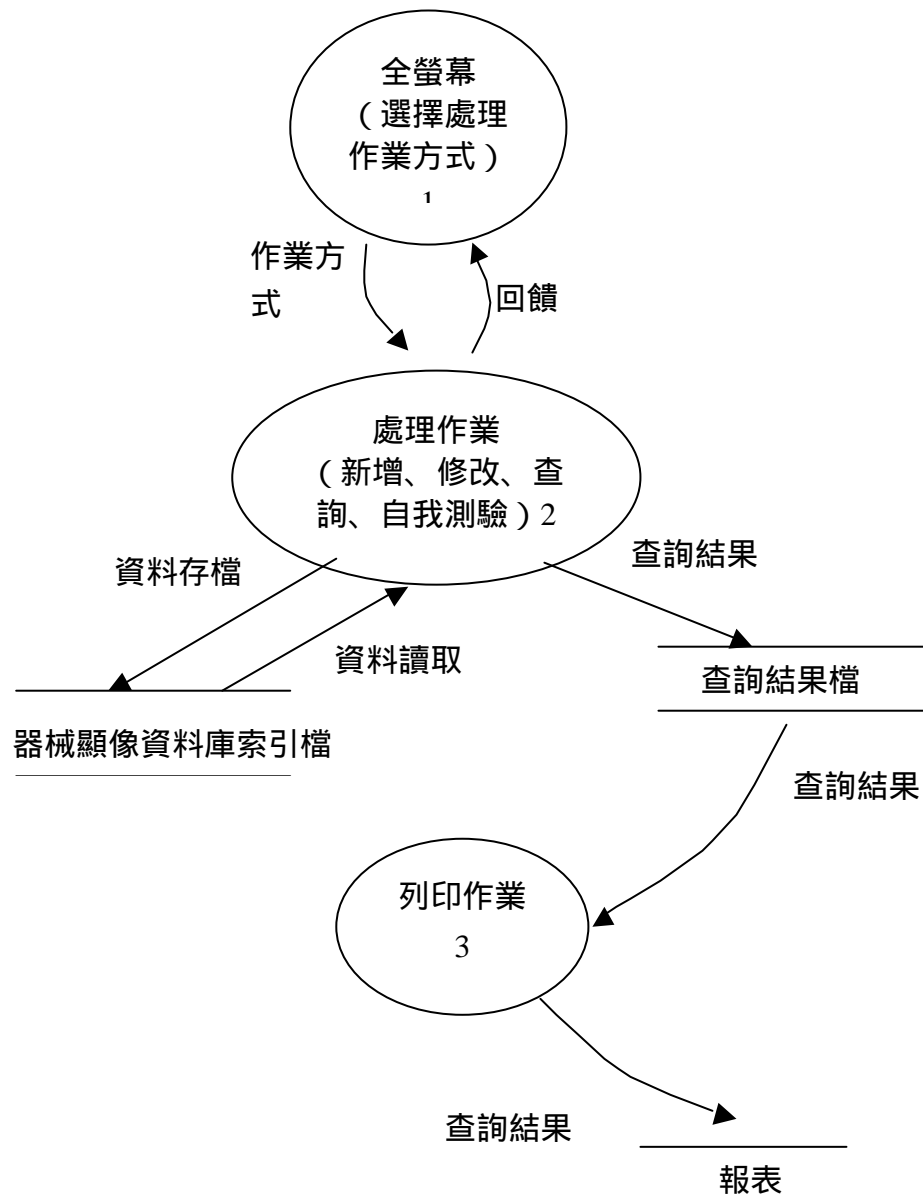 全螢幕
（選擇處理
作業方式）
1
作業方
式
回饋
處理作業
（新增、修改、查
詢、自我測驗）2
資料存檔
查詢結果
資料讀取
查詢結果檔
器械顯像資料庫索引檔
查詢結果
列印作業
3
查詢結果
報表